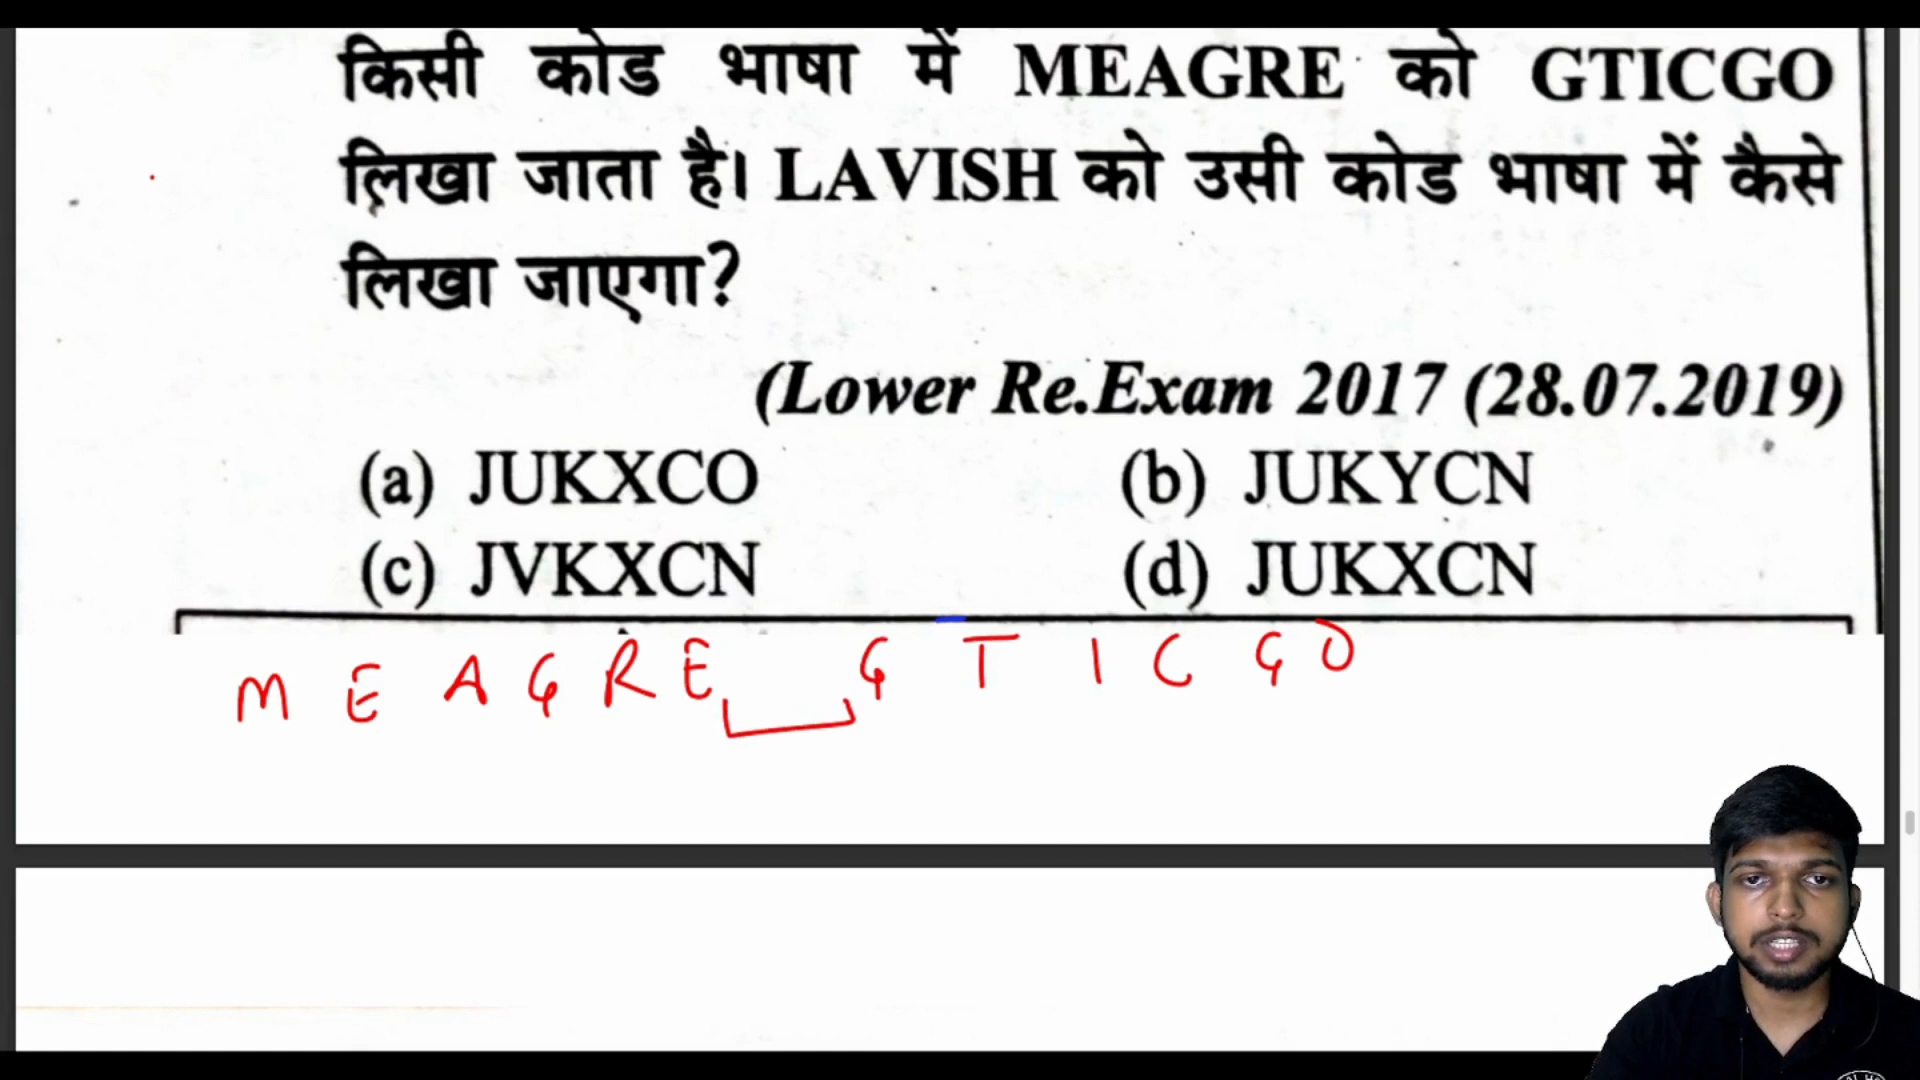 किसी कोड भाषा में MEAGRE को GTICGO
लिखा जाता है। LAVISH को उसी कोड भाषा में कैसे
लिखा जाएगा?
(Lower Re.Exam 2017 (28.07.2019)
(a) JUKXCO (b) JUKYCN
(c) JVKXCN (d) JUKXCN
M E A G R E G T I C G O